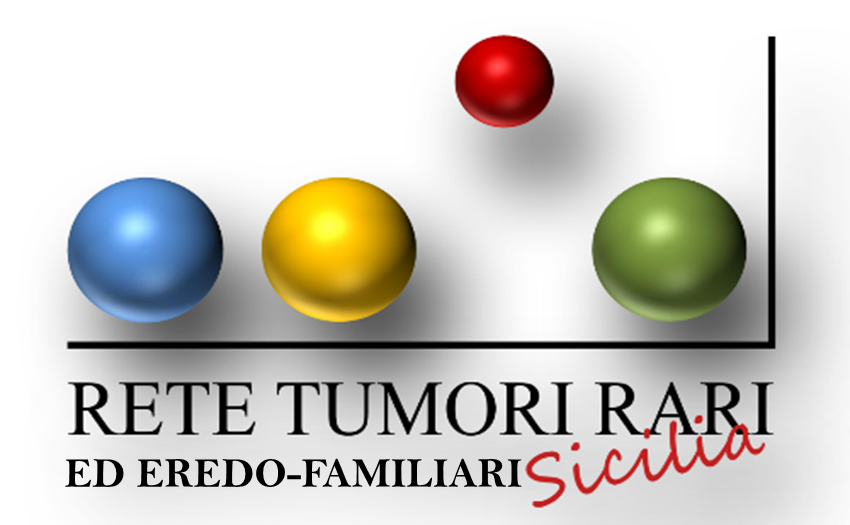 RETE TUMORI RARI
ED EREDO-FAMILIARI Sicilia